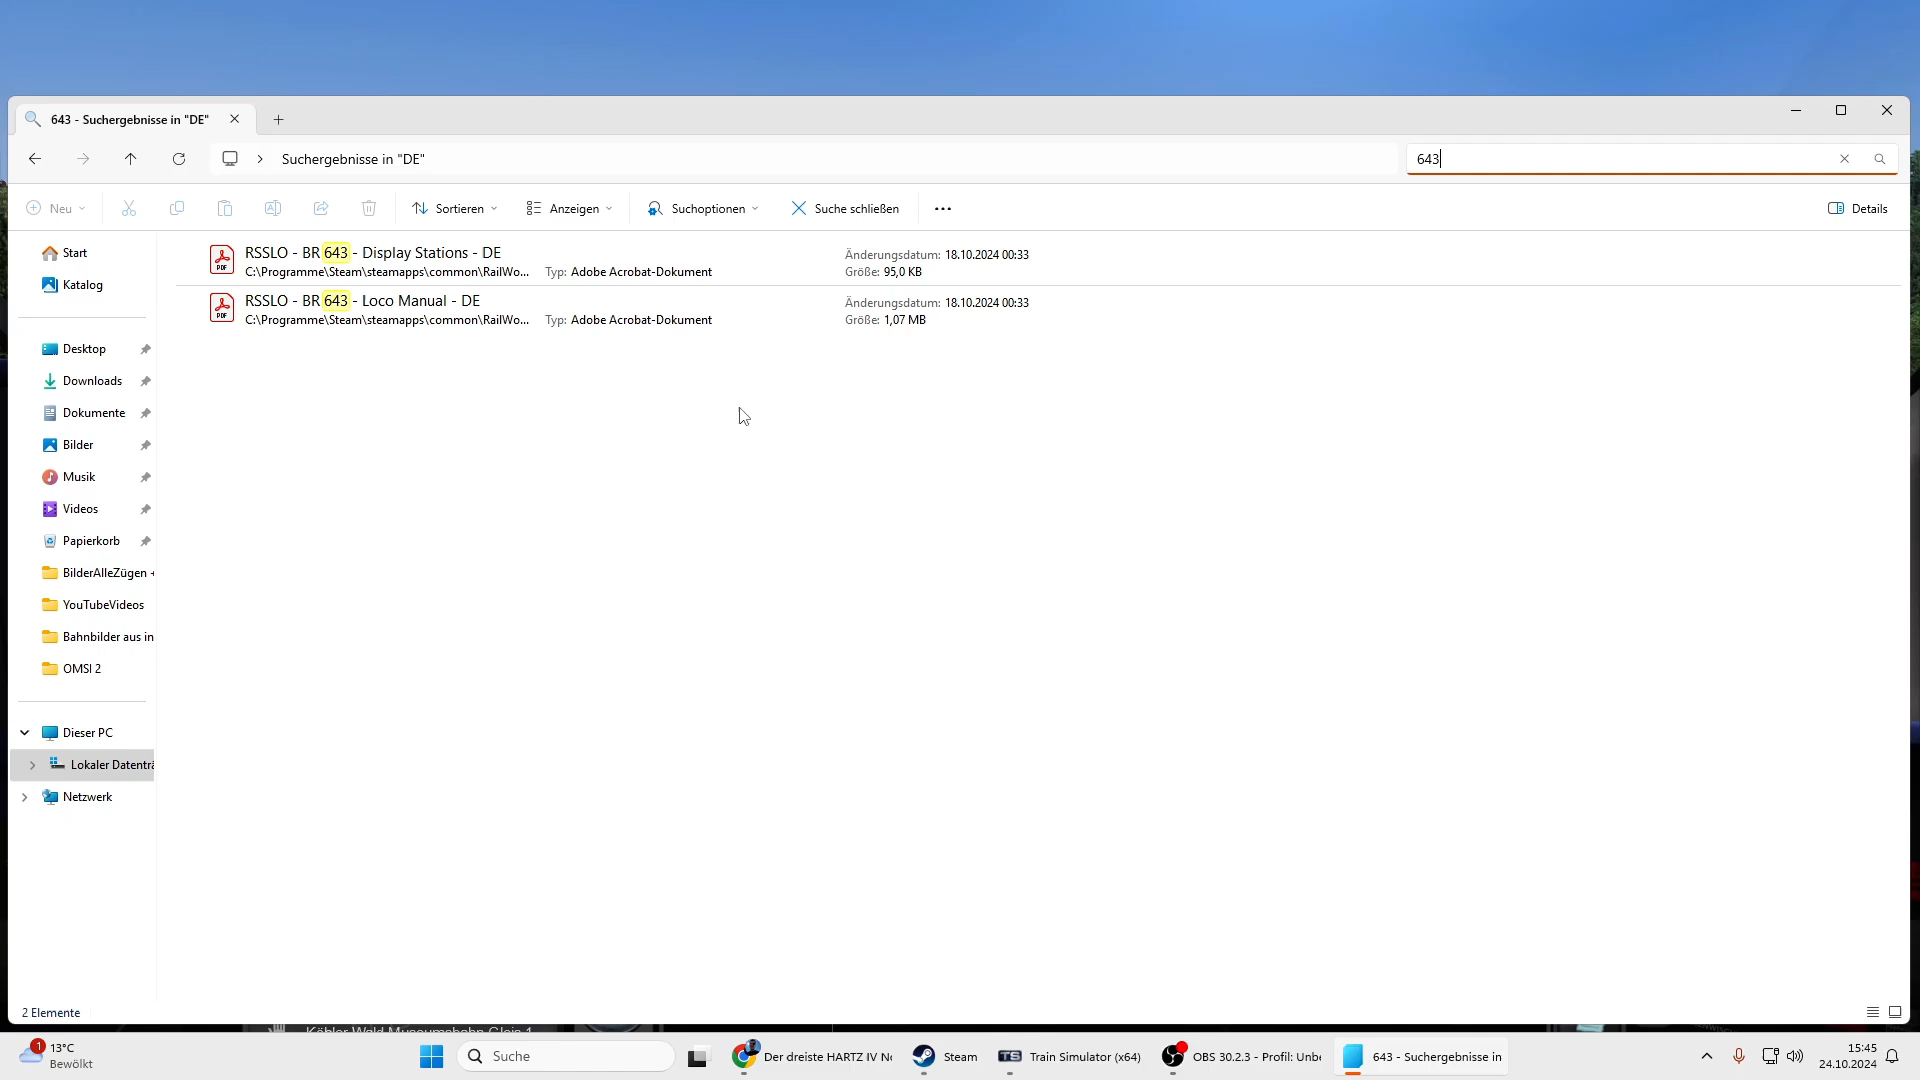 643 - Suchergebnisse in "DE"
Suchergebnisse in "DE"
643
Neu
Sortieren
Anzeigen
Suchoptionen
Suche schließen
Details
Start
Katalog
Desktop
Downloads
Dokumente
Bilder
Musik
Videos
Papierkorb
BilderAlleZügen +
YouTubeVideos
Bahnbilder aus in
OMSI 2
Dieser PC
Lokaler Datenträ
Netzwerk
RSSLO - BR 643 - Display Stations - DE
C:\Programme\Steam\steamapps\common\RailWo... Typ: Adobe Acrobat-Dokument
Änderungsdatum: 18.10.2024 00:33
Größe: 95,0 KB
RSSLO - BR 643 - Loco Manual - DE
C:\Programme\Steam\steamapps\common\RailWo... Typ: Adobe Acrobat-Dokument
Änderungsdatum: 18.10.2024 00:33
Größe: 1,07 MB
2 Elemente
1
13°C
Bewölkt
Suche
Der dreiste HARTZ IV No
Steam
TS
Train Simulator (x64)
OBS 30.2.3 - Profil: Unbe
643 - Suchergebnisse in
15:45
24.10.2024